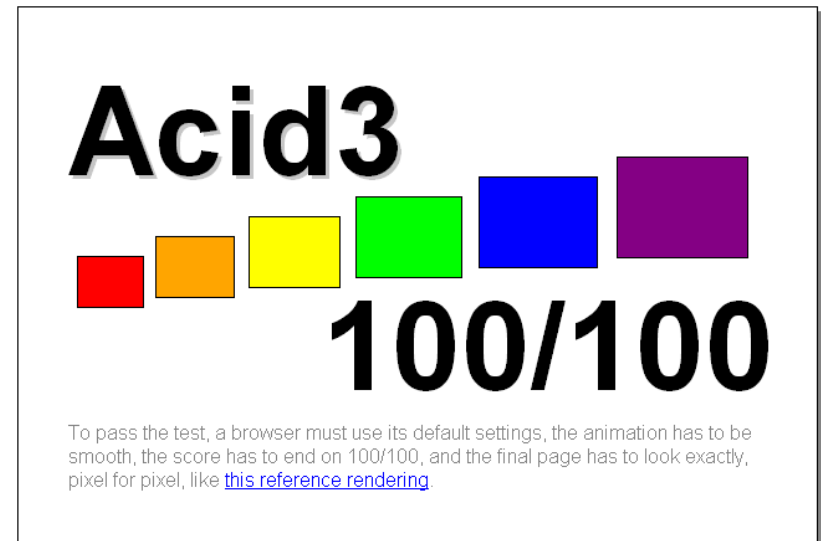 Acid3
100/100
To pass the test, a browser must use its default settings, the animation has to be
smooth, the score has to end on 100/100, and the final page has to look exactly,
pixel for pixel, like this reference rendering.